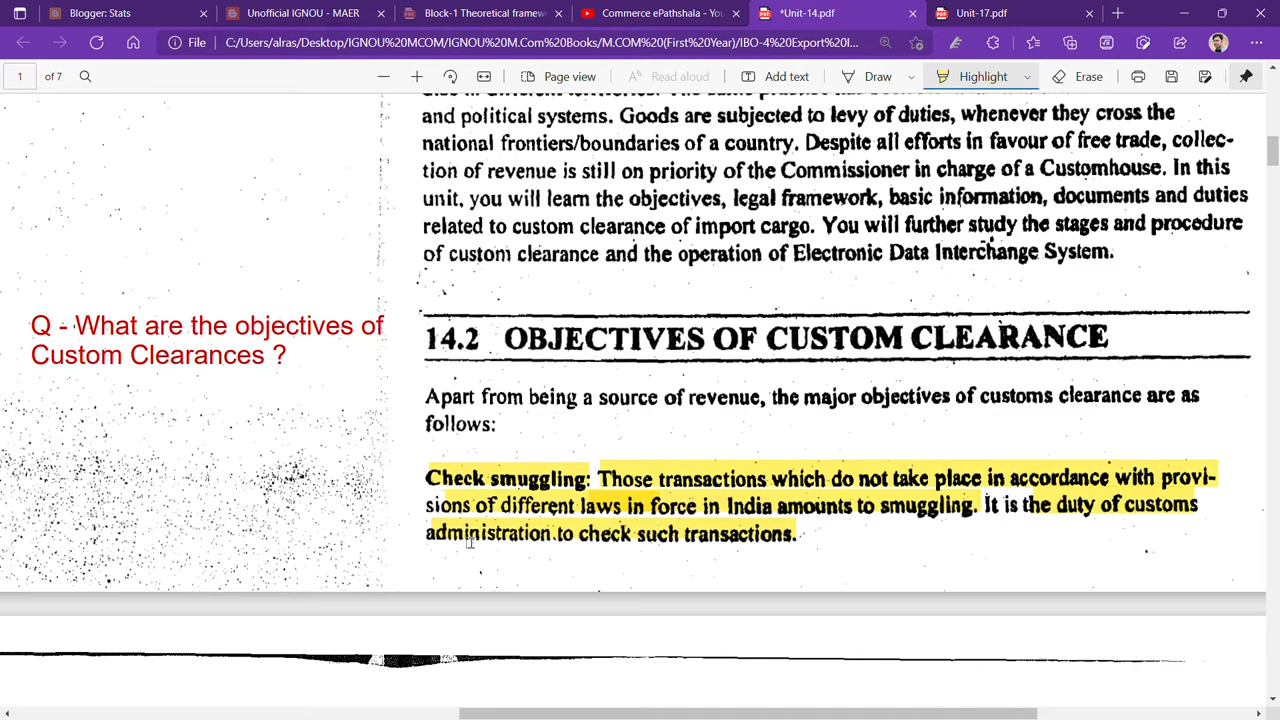 Blogger: Stats
Unofficial IGNOU - MAER
Block-1 Theoretical framew
Commerce ePathshala - You
*Unit-14.pdf
Unit-17.pdf
File
C:/Users/alras/Desktop/IGNOU%20MCOM/IGNOU%20M.Com%20Books/M.COM%20(First%20Year)/IBO-4%20Export%20I...
1 of 7
Page view
Read aloud
Add text
Draw
Highlight
Erase
and political systems. Goods are subjected to levy of duties, whenever they cross the
national frontiers/boundaries of a country. Despite all efforts in favour of free trade, collec-
tion of revenue is still on priority of the Commissioner in charge of a Customhouse. In this
unit, you will learn the objectives, legal framework, basic information, documents and duties
related to custom clearance of import cargo. You will further study the stages and procedure
of custom clearance and the operation of Electronic Data Interchange System.
Q - What are the objectives of
Custom Clearances ?
14.2 OBJECTIVES OF CUSTOM CLEARANCE
Apart from being a source of revenue, the major objectives of customs clearance are as
follows:
Check smuggling: Those transactions which do not take place in accordance with provi-
sions of different laws in force in India amounts to smuggling. It is the duty of customs
administration to check such transactions.